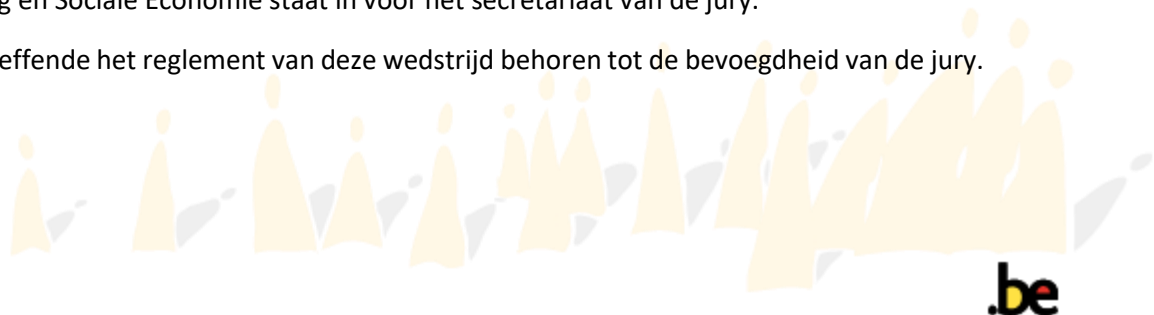 g en Sociale Economie staat in voor het secretariaat van de jury.
effende het reglement van deze wedstrijd behoren tot de bevoegdheid van de jury.
.be